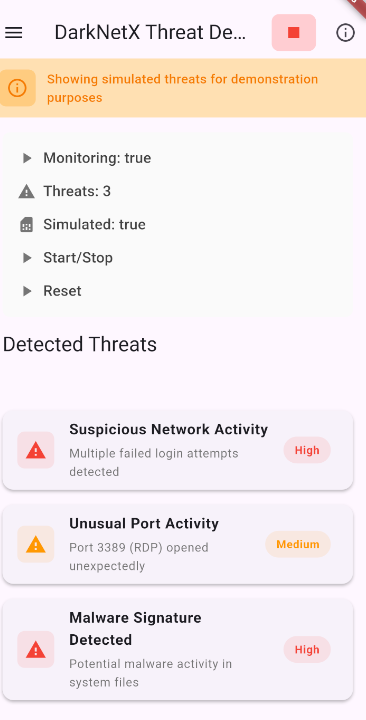 DarkNetX Threat De...
Showing simulated threats for demonstration
purposes
Monitoring: true
Threats: 3
Simulated: true
Start/Stop
Reset
Detected Threats
Suspicious Network Activity
Multiple failed login attempts
detected
High
Unusual Port Activity
Port 3389 (RDP) opened
unexpectedly
Medium
Malware Signature
Detected
Potential malware activity in
system files
High